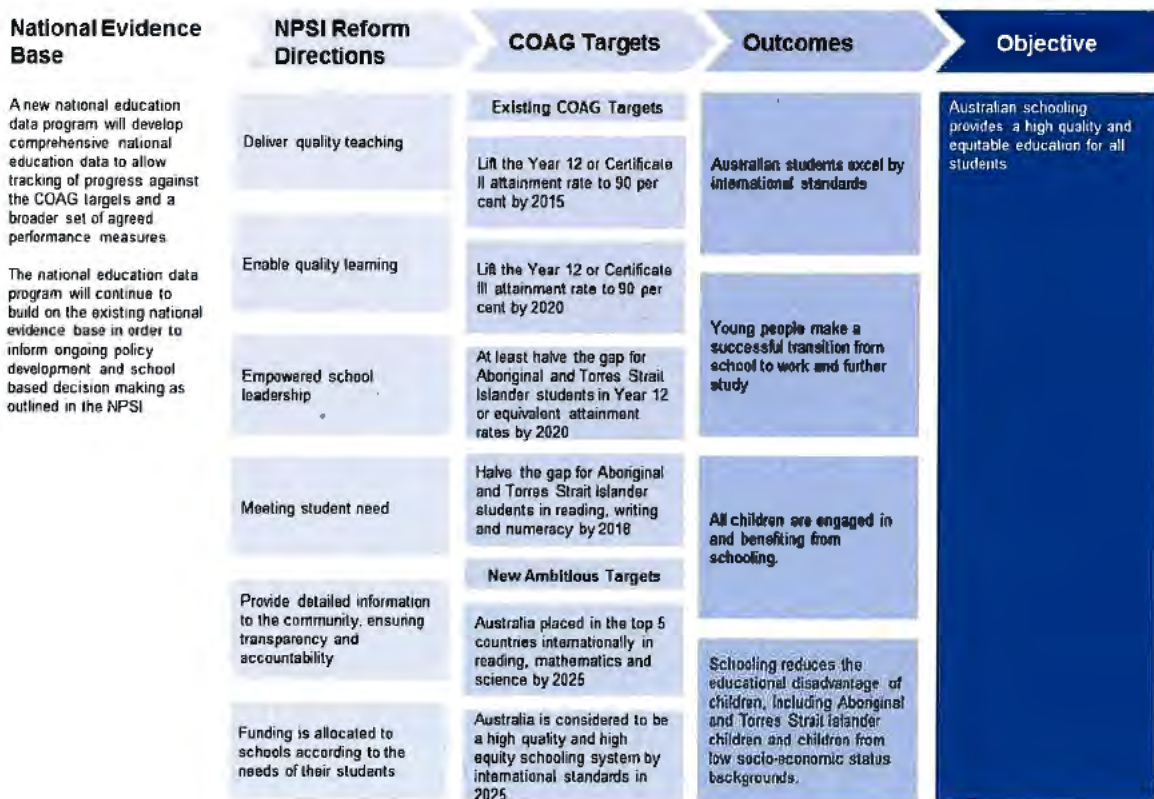 National Evidence
Base
NPSI Reform
Directions
COAG Targets
Outcomes
Objective
A new national education
data program will develop
comprehensive national
education data to allow
tracking of progress against
the COAG targets and a
broader set of agreed
performance measures
The national education data
program will continue to
build on the existing national
evidence base in order to
inform ongoing policy
development and school
based decision making as
outlined in the NPSI
Deliver quality teaching
Enable quality learning
Empowered school
leadership
Meeting student need
Provide detailed information
to the community, ensuring
transparency and
accountability
Funding is allocated to
schools according to the
needs of their students
Existing COAG Targets
Lift the Year 12 or Certificate
II attainment rate to 90 per
cent by 2015
Lift the Year 12 or Certificate
III attainment rate to 90 per
cent by 2020
At least halve the gap for
Aboriginal and Torres Strait
Islander students in Year 12
or equivalent attainment
rates by 2020
Halve the gap for Aboriginal
and Torres Strait Islander
students in reading, writing
and numeracy by 2018
New Ambitious Targets
Australia placed in the top 5
countries internationally in
reading, mathematics and
science by 2025
Australia is considered to be
a high quality and high
equity schooling system by
international standards in
2025
Australian students excel by
international standards
Young people make a
successful transition from
school to work and further
study
All children are engaged in
and benefiting from
schooling.
Schooling reduces the
educational disadvantage of
children, including Aboriginal
and Torres Strait Islander
children and children from
low socio-economic status
backgrounds.
Australian schooling
provides a high quality and
equitable education for all
students